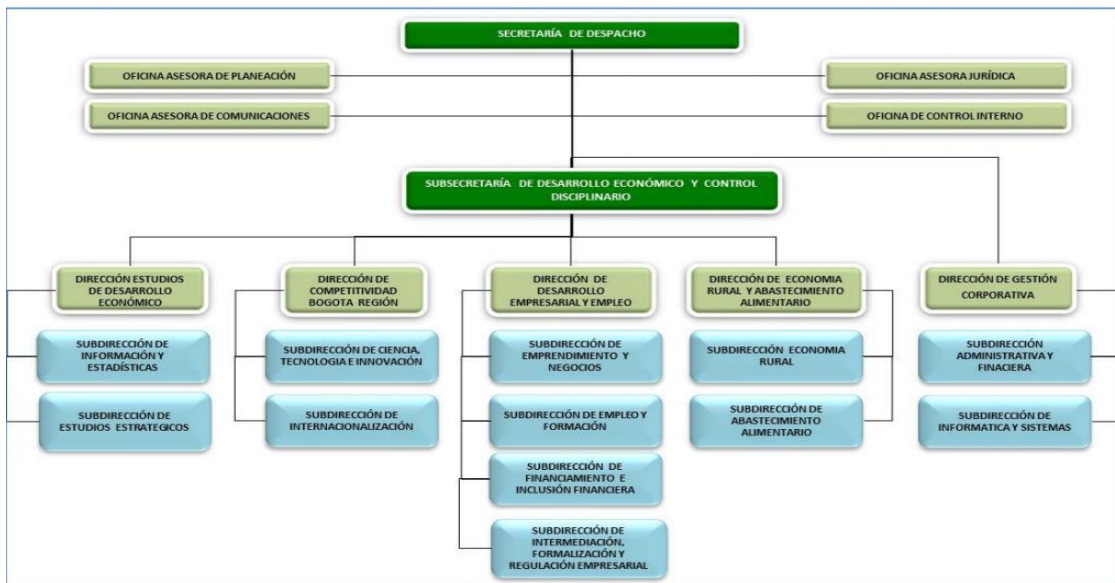 SECRETARÍA DE DESPACHO
OFICINA ASESORA DE PLANEACIÓN
OFICINA ASESORA JURÍDICA
OFICINA ASESORA DE COMUNICACIONES
OFICINA DE CONTROL INTERNO
SUBSECRETARÍA DE DESARROLLO ECONÓMICO Y CONTROL
DISCIPLINARIO
DIRECCIÓN ESTUDIOS
DE DESARROLLO
ECONÓMICO
DIRECCIÓN DE
COMPETITIVIDAD
BOGOTA REGIÓN
DIRECCIÓN DE
DESARROLLO
EMPRESARIAL Y EMPLEO
DIRECCIÓN DE ECONOMIA
RURAL Y ABASTECIMIENTO
ALIMENTARIO
DIRECCIÓN DE GESTIÓN
CORPORATIVA
SUBDIRECCIÓN DE
INFORMACIÓN Y
ESTADÍSTICAS
SUBDIRECCIÓN DE CIENCIA,
TECNOLOGIA E INNOVACIÓN
SUBDIRECCIÓN DE
EMPRENDIMIENTO Y
NEGOCIOS
SUBDIRECCIÓN ECONOMIA
RURAL
SUBDIRECCIÓN
ADMINISTRATIVA Y
FINACIERA
SUBDIRECCIÓN DE
ESTUDIOS ESTRATEGICOS
SUBDIRECCIÓN DE
INTERNACIONALIZACIÓN
SUBDIRECCIÓN DE EMPLEO Y
FORMACIÓN
SUBDIRECCIÓN DE
ABASTECIMIENTO
ALIMENTARIO
SUBDIRECCIÓN DE
INFORMATICA Y SISTEMAS
SUBDIRECCIÓN DE
FINANCIAMIENTO E
INCLUSIÓN FINANCIERA
SUBDIRECCIÓN DE
INTERMEDIACIÓN,
FORMALIZACIÓN Y
REGULACIÓN EMPRESARIAL